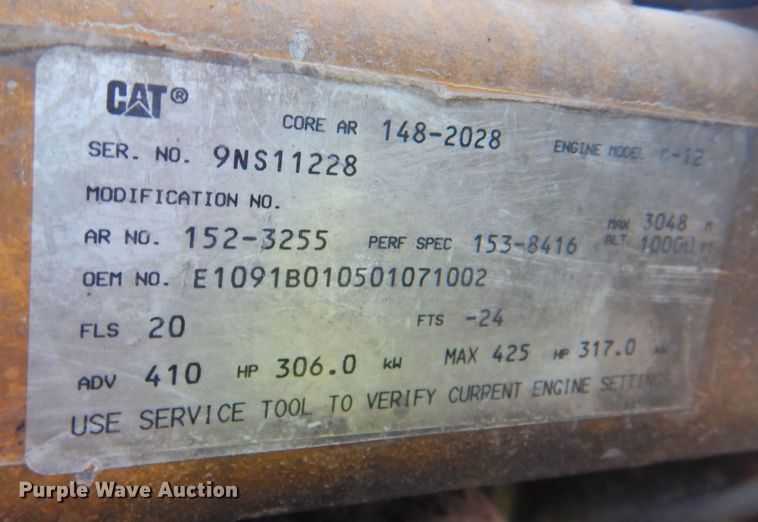 CAT®
CORE AR 148-2028 ENGINE MODEL C-12
SER. NO. 9NS11228
MODIFICATION NO.
AR NO. 152-3255 PERF SPEC 153-8416 MAX ALT 3048 M 10000 FT
OEM NO. E1091B010501071002
FLS 20 FTS -24
ADV 410 HP 306.0 kW MAX 425 HP 317.0 kW
USE SERVICE TOOL TO VERIFY CURRENT ENGINE SETTINGS
Purple Wave Auction